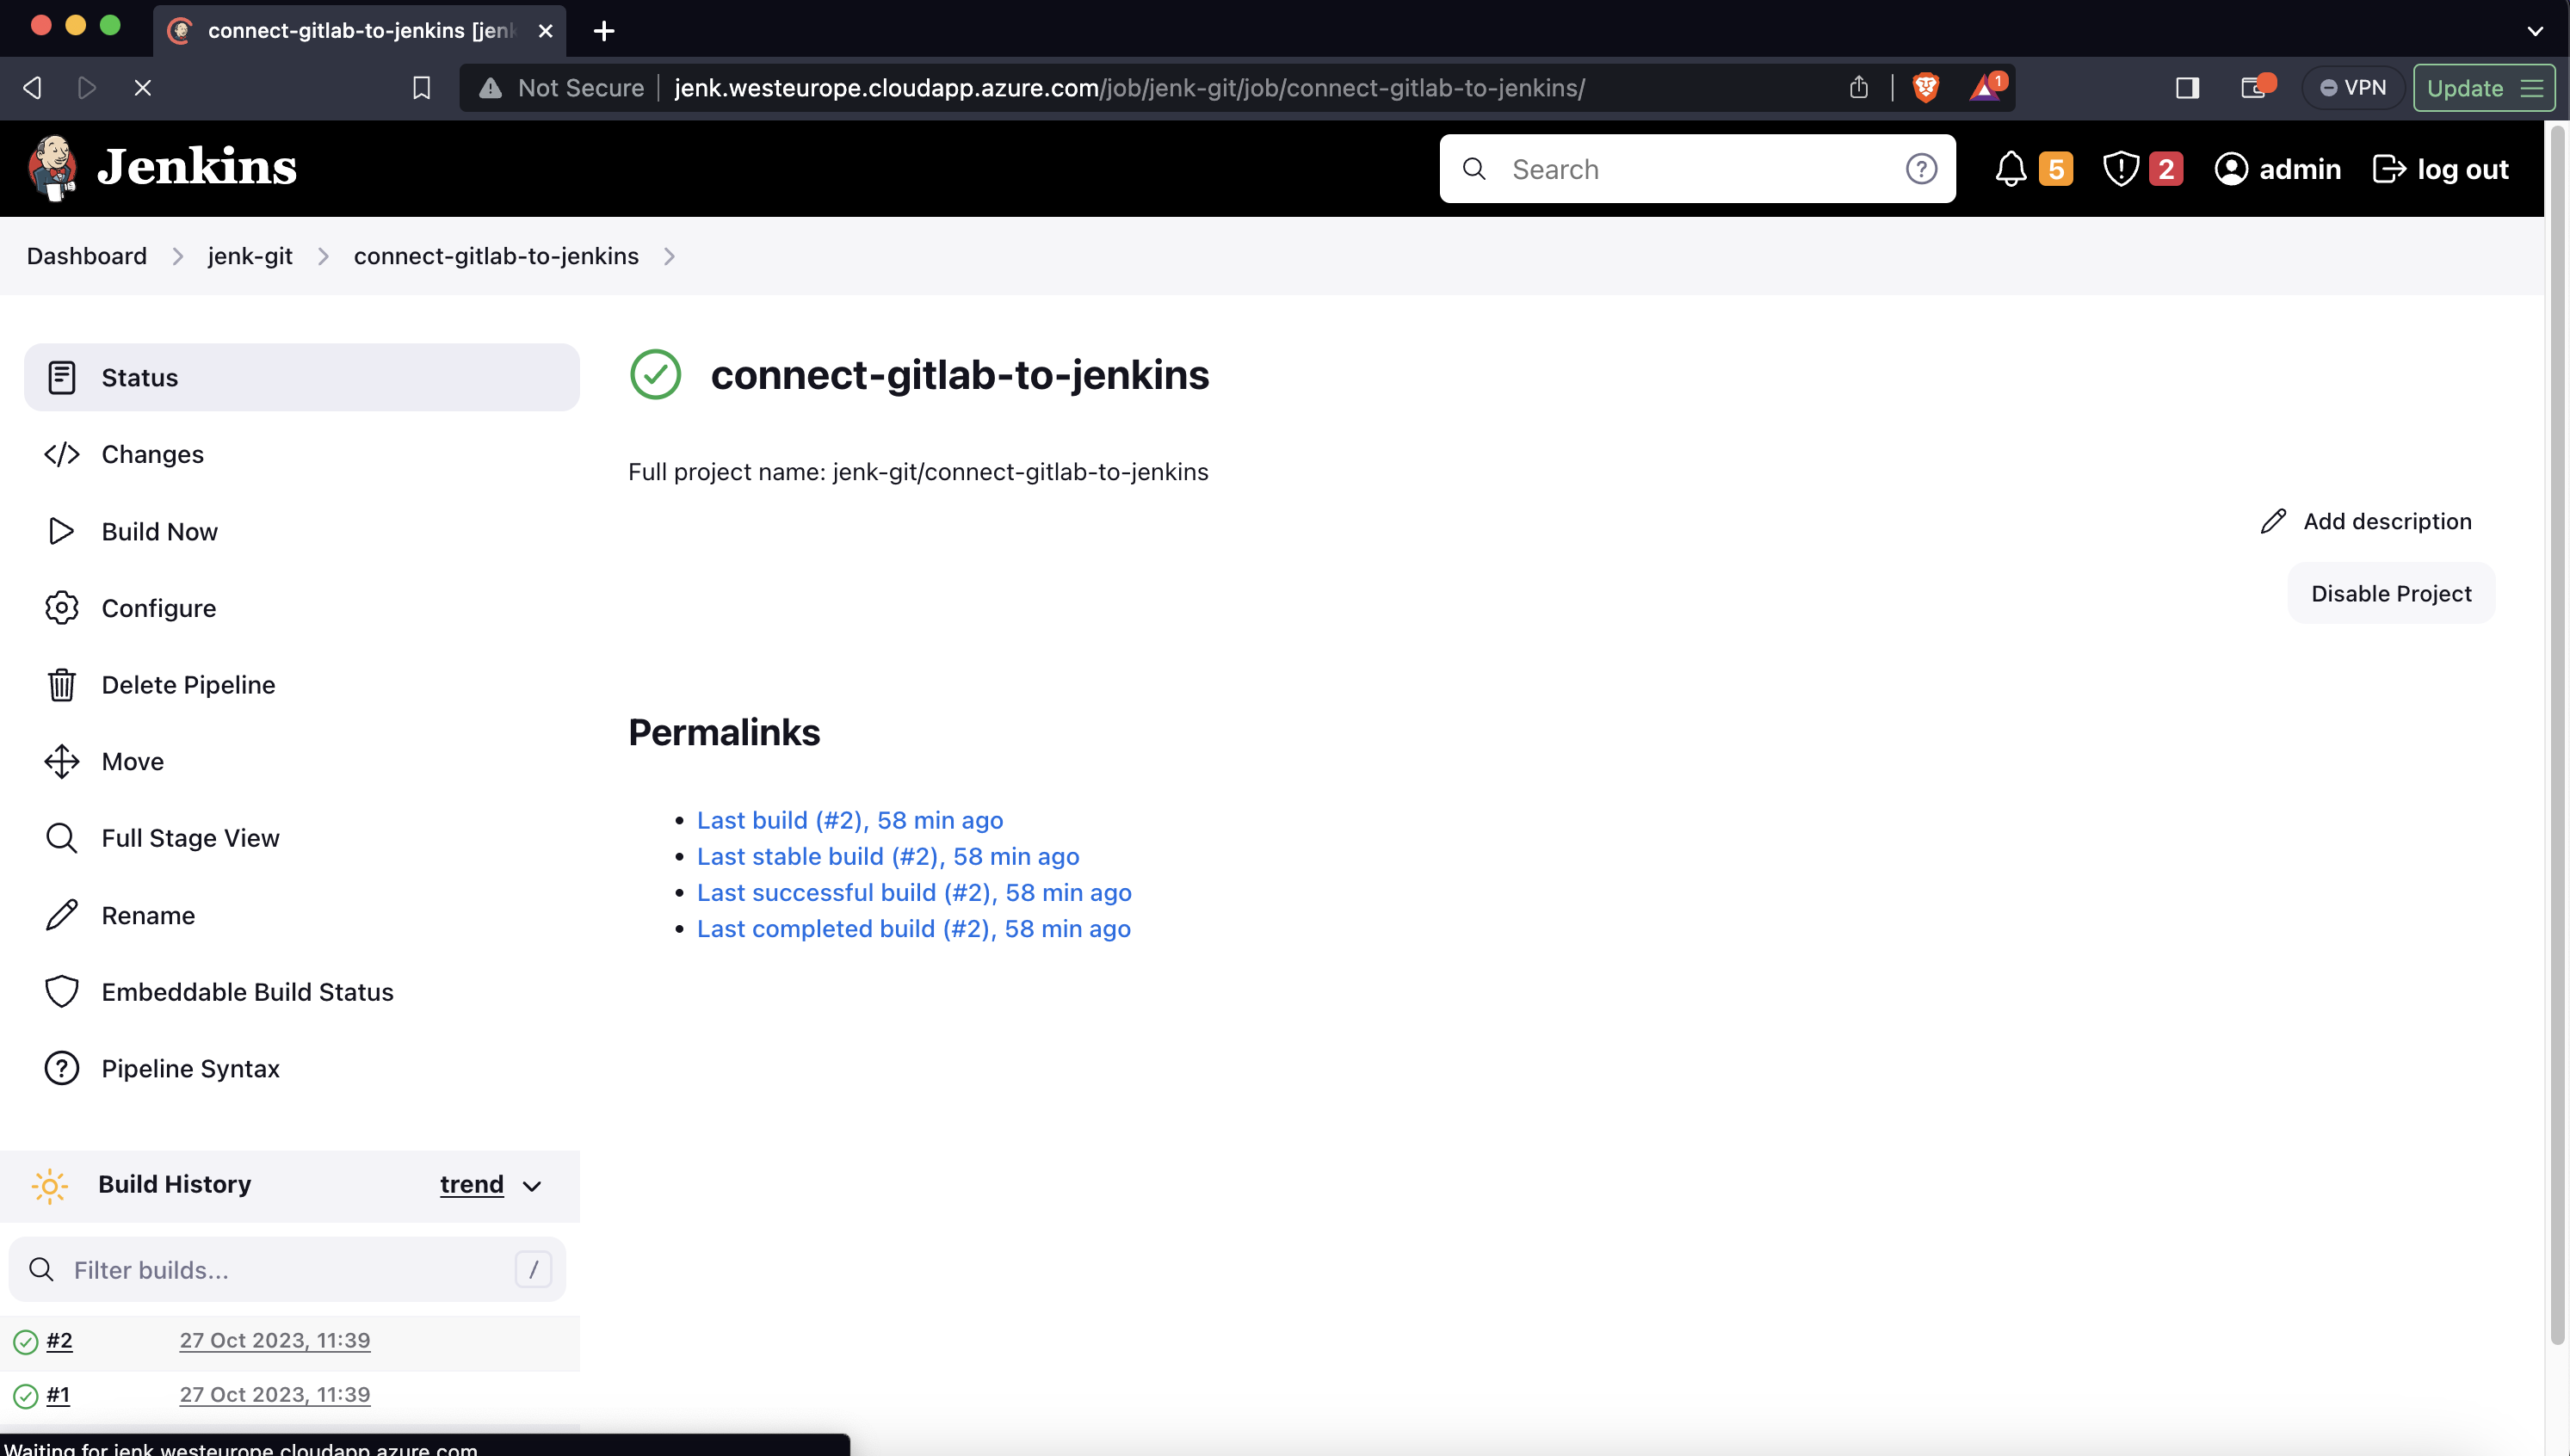 connect-gitlab-to-jenkins [jenk
Not Secure jenk.westeurope.cloudapp.azure.com/job/jenk-git/job/connect-gitlab-to-jenkins/ 1 VPN Update
Jenkins Search ? 5 2 admin log out
Dashboard jenk-git connect-gitlab-to-jenkins
Status
Changes
Build Now
Configure
Delete Pipeline
Move
Full Stage View
Rename
Embeddable Build Status
Pipeline Syntax
Build History trend
Filter builds... /
#2 27 Oct 2023, 11:39
#1 27 Oct 2023, 11:39
connect-gitlab-to-jenkins
Full project name: jenk-git/connect-gitlab-to-jenkins
Add description
Disable Project
Permalinks
Last build (#2), 58 min ago
Last stable build (#2), 58 min ago
Last successful build (#2), 58 min ago
Last completed build (#2), 58 min ago
Waiting for jenk.westeurope.cloudapp.azure.com